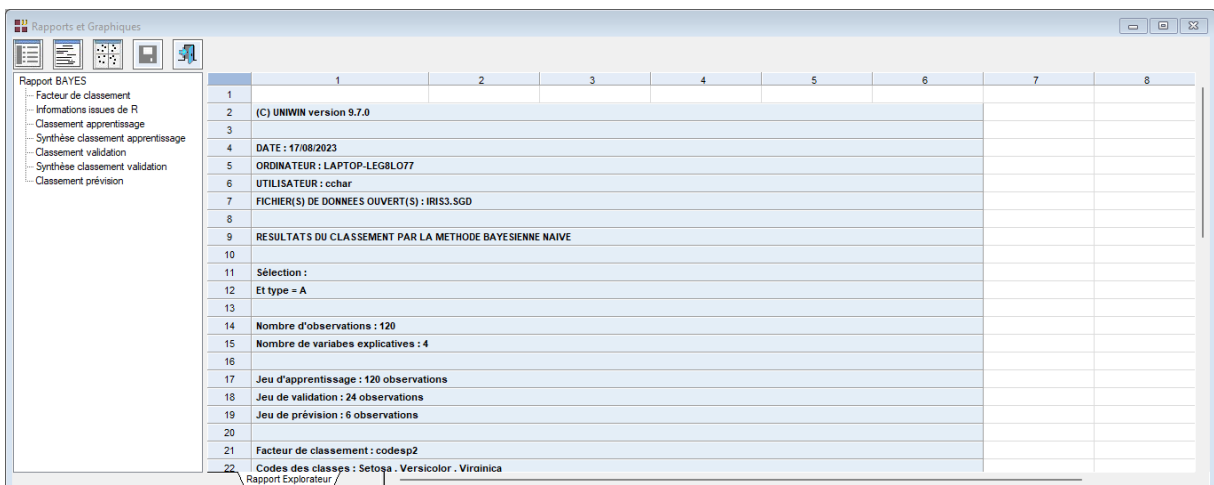 Rapports et Graphiques
Rapport BAYES
Facteur de classement
Informations issues de R
Classement apprentissage
Synthèse classement apprentissage
Classement validation
Synthèse classement validation
Classement prévision
1 2 3 4 5 6 7 8
1
2 (C) UNIWIN version 9.7.0
3
4 DATE : 17/08/2023
5 ORDINATEUR : LAPTOP-LEG8LO77
6 UTILISATEUR : cchar
7 FICHIER(S) DE DONNEES OUVERT(S) : IRIS3.SGD
8
9 RESULTATS DU CLASSEMENT PAR LA METHODE BAYESIENNE NAIVE
10
11 Sélection :
12 Et type = A
13
14 Nombre d'observations : 120
15 Nombre de variabes explicatives : 4
16
17 Jeu d'apprentissage : 120 observations
18 Jeu de validation : 24 observations
19 Jeu de prévision : 6 observations
20
21 Facteur de classement : codesp2
22 Codes des classes : Setosa , Versicolor , Virginica
Rapport Explorateur